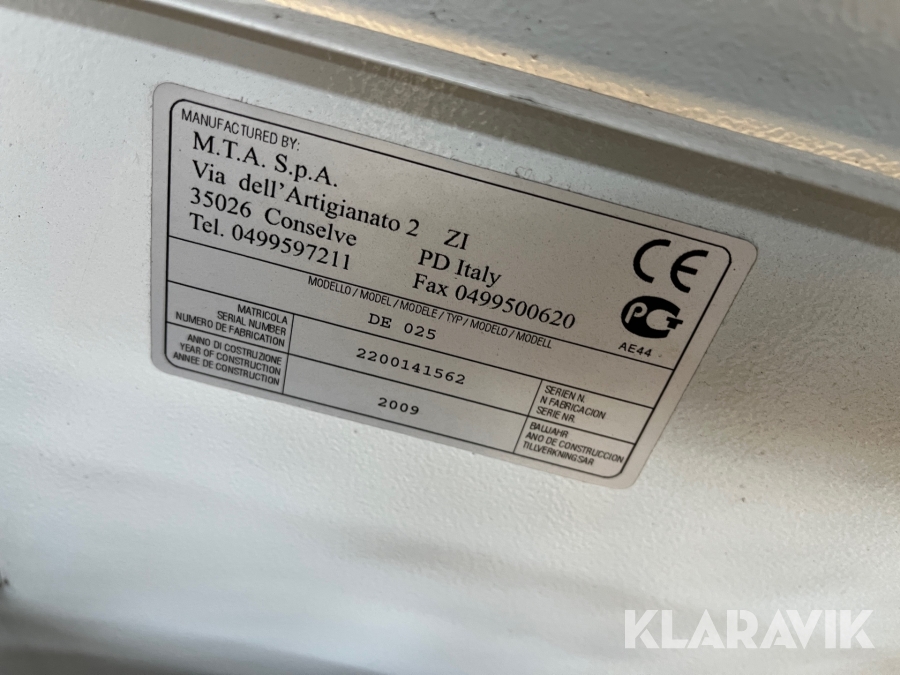 MANUFACTURED BY:
M.T.A. S.p.A.
Via dell'Artigianato 2 ZI
35026 Conselve PD Italy
Tel. 0499597211 Fax 0499500620
CE
PCT
AE44
MODELLO / MODEL / MODELE / TYP / MODELO / MODELL
DE 025
MATRICOLA
SERIAL NUMBER
NUMERO DE FABRICATION
2200141562
SERIEN N.
N FABRICACION
SERIE NR.
ANNO DI COSTRUZIONE
YEAR OF CONSTRUCTION
ANNEE DE CONSTRUCTION
2009
BAUJAHR
ANO DE CONSTRUCCION
TILLVERKNINGSAR
KLARAVIK